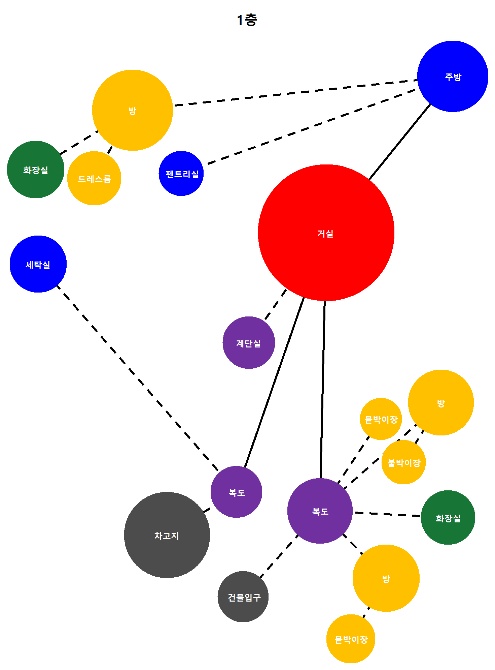 1층
주방
방
화장실
드레스룸
팬트리실
거실
세탁실
계단실
방
붙박이장
붙박이장
복도
복도
화장실
차고지
방
건물입구
붙박이장